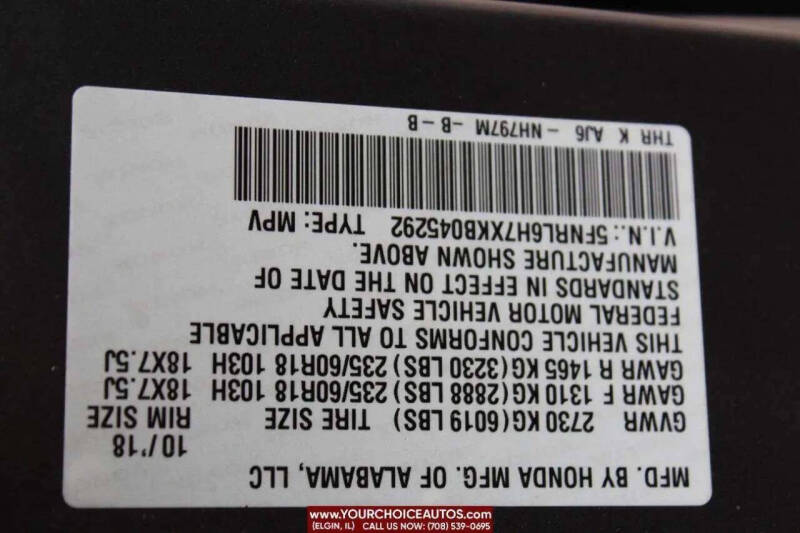 MFD. BY HONDA MFG. OF ALABAMA, LLC
10/'18
GVWR 2730 KG(6019 LBS) TIRE SIZE RIM SIZE
GAWR F 1310 KG(2888 LBS) 235/60R18 103H 18X7.5J
GAWR R 1465 KG(3230 LBS) 235/60R18 103H 18X7.5J
THIS VEHICLE CONFORMS TO ALL APPLICABLE
FEDERAL MOTOR VEHICLE SAFETY
STANDARDS IN EFFECT ON THE DATE OF
MANUFACTURE SHOWN ABOVE.
V.I.N.: 5FNRL6H7XKB045292 TYPE: MPV
THR K AJ6 - NH797M -B-B
WWW.YOURCHOICEAUTOS.COM
(ELGIN, IL) CALL US NOW: (708) 539-0695